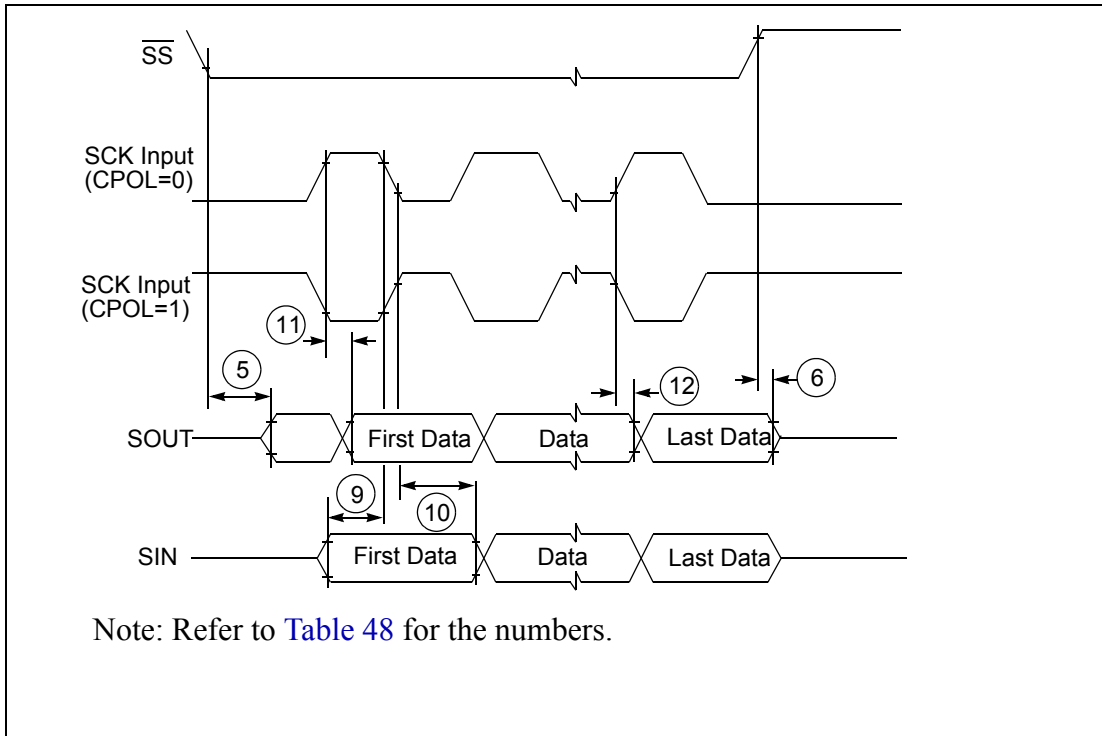 SS
SCK Input
(CPOL=0)
SCK Input
(CPOL=1)
11
5
12
6
SOUT
First Data
Data
Last Data
9
10
SIN
First Data
Data
Last Data
Note: Refer to Table 48 for the numbers.